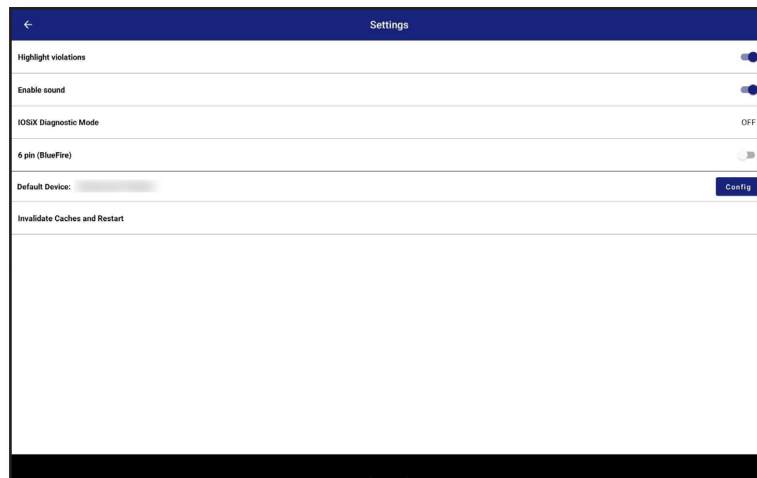 Settings
Highlight violations
Enable sound
IOSiX Diagnostic Mode OFF
6 pin (BlueFire)
Default Device: Config
Invalidate Caches and Restart